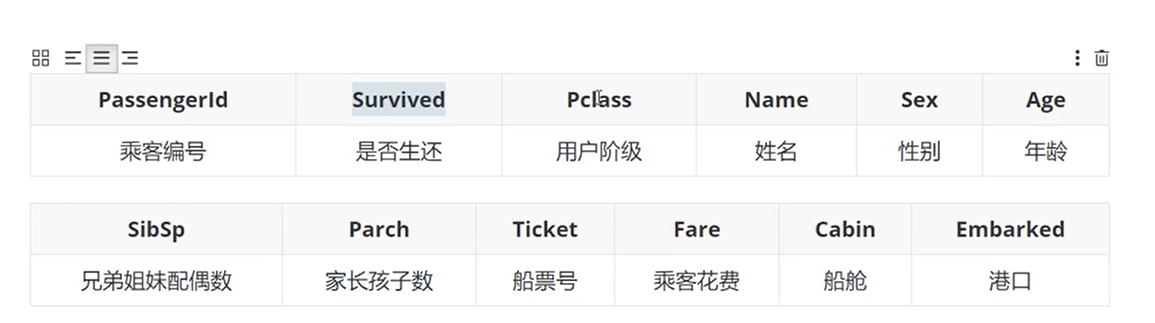 PassengerId Survived Pclass Name Sex Age
乘客编号 是否生还 用户阶级 姓名 性别 年龄
SibSp Parch Ticket Fare Cabin Embarked
兄弟姐妹配偶数 家长孩子数 船票号 乘客花费 船舱 港口